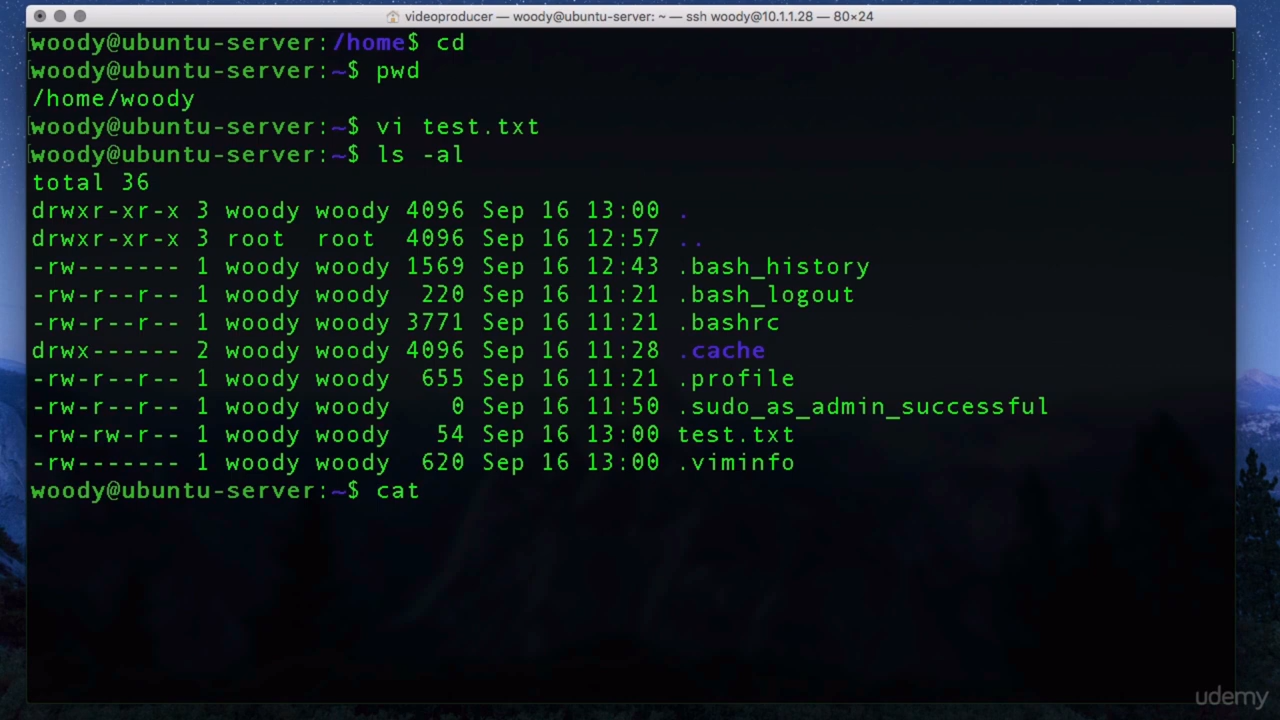 videoproducer — woody@ubuntu-server: ~ — ssh woody@10.1.1.28 — 80×24
woody@ubuntu-server:/home$ cd
woody@ubuntu-server:~$ pwd
/home/woody
woody@ubuntu-server:~$ vi test.txt
woody@ubuntu-server:~$ ls -al
total 36
drwxr-xr-x 3 woody woody 4096 Sep 16 13:00 .
drwxr-xr-x 3 root  root  4096 Sep 16 12:57 ..
-rw------- 1 woody woody 1569 Sep 16 12:43 .bash_history
-rw-r--r-- 1 woody woody  220 Sep 16 11:21 .bash_logout
-rw-r--r-- 1 woody woody 3771 Sep 16 11:21 .bashrc
drwx------ 2 woody woody 4096 Sep 16 11:28 .cache
-rw-r--r-- 1 woody woody  655 Sep 16 11:21 .profile
-rw-r--r-- 1 woody woody    0 Sep 16 11:50 .sudo_as_admin_successful
-rw-rw-r-- 1 woody woody   54 Sep 16 13:00 test.txt
-rw------- 1 woody woody  620 Sep 16 13:00 .viminfo
woody@ubuntu-server:~$ cat
udemy